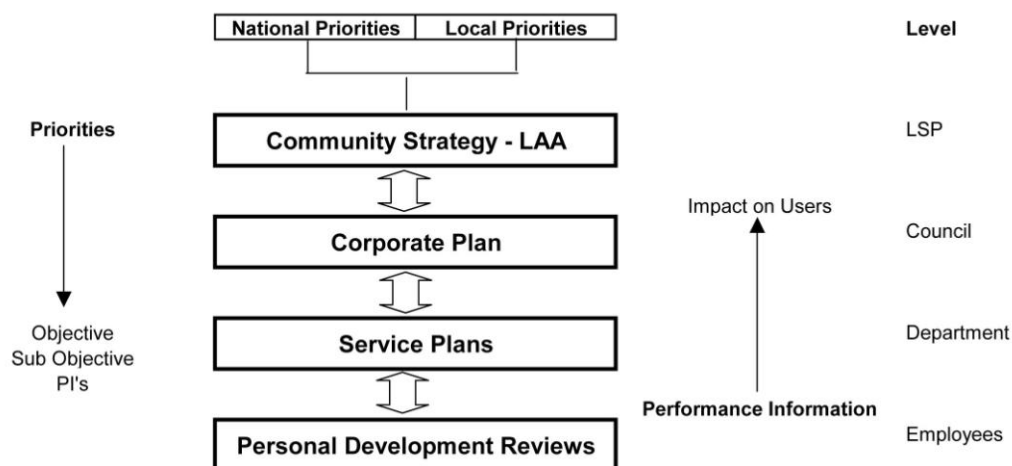 National Priorities Local Priorities Level
Priorities Community Strategy - LAA LSP
Impact on Users
Corporate Plan Council
Objective
Sub Objective
PI's
Service Plans Department
Performance Information
Personal Development Reviews Employees